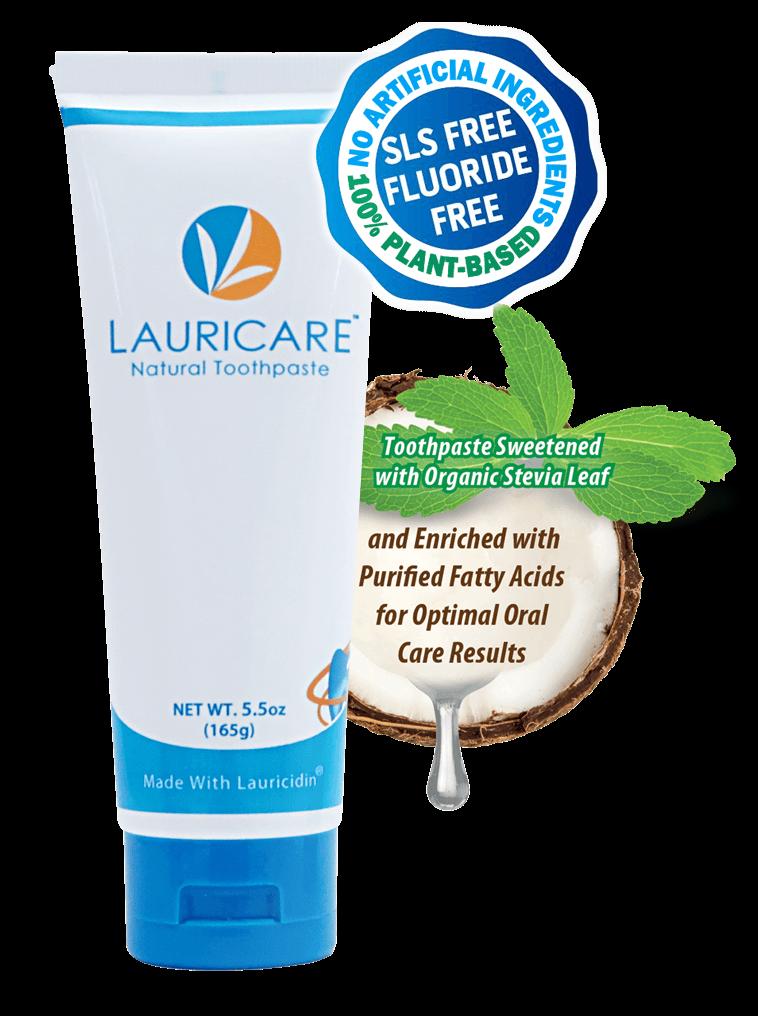 NO ARTIFICIAL INGREDIENTS
SLS FREE
FLUORIDE
FREE
100% PLANT-BASED
LAURICARE™
Natural Toothpaste
Toothpaste Sweetened
with Organic Stevia Leaf
and Enriched with
Purified Fatty Acids
for Optimal Oral
Care Results
NET WT. 5.5oz
(165g)
Made With Lauricidin®